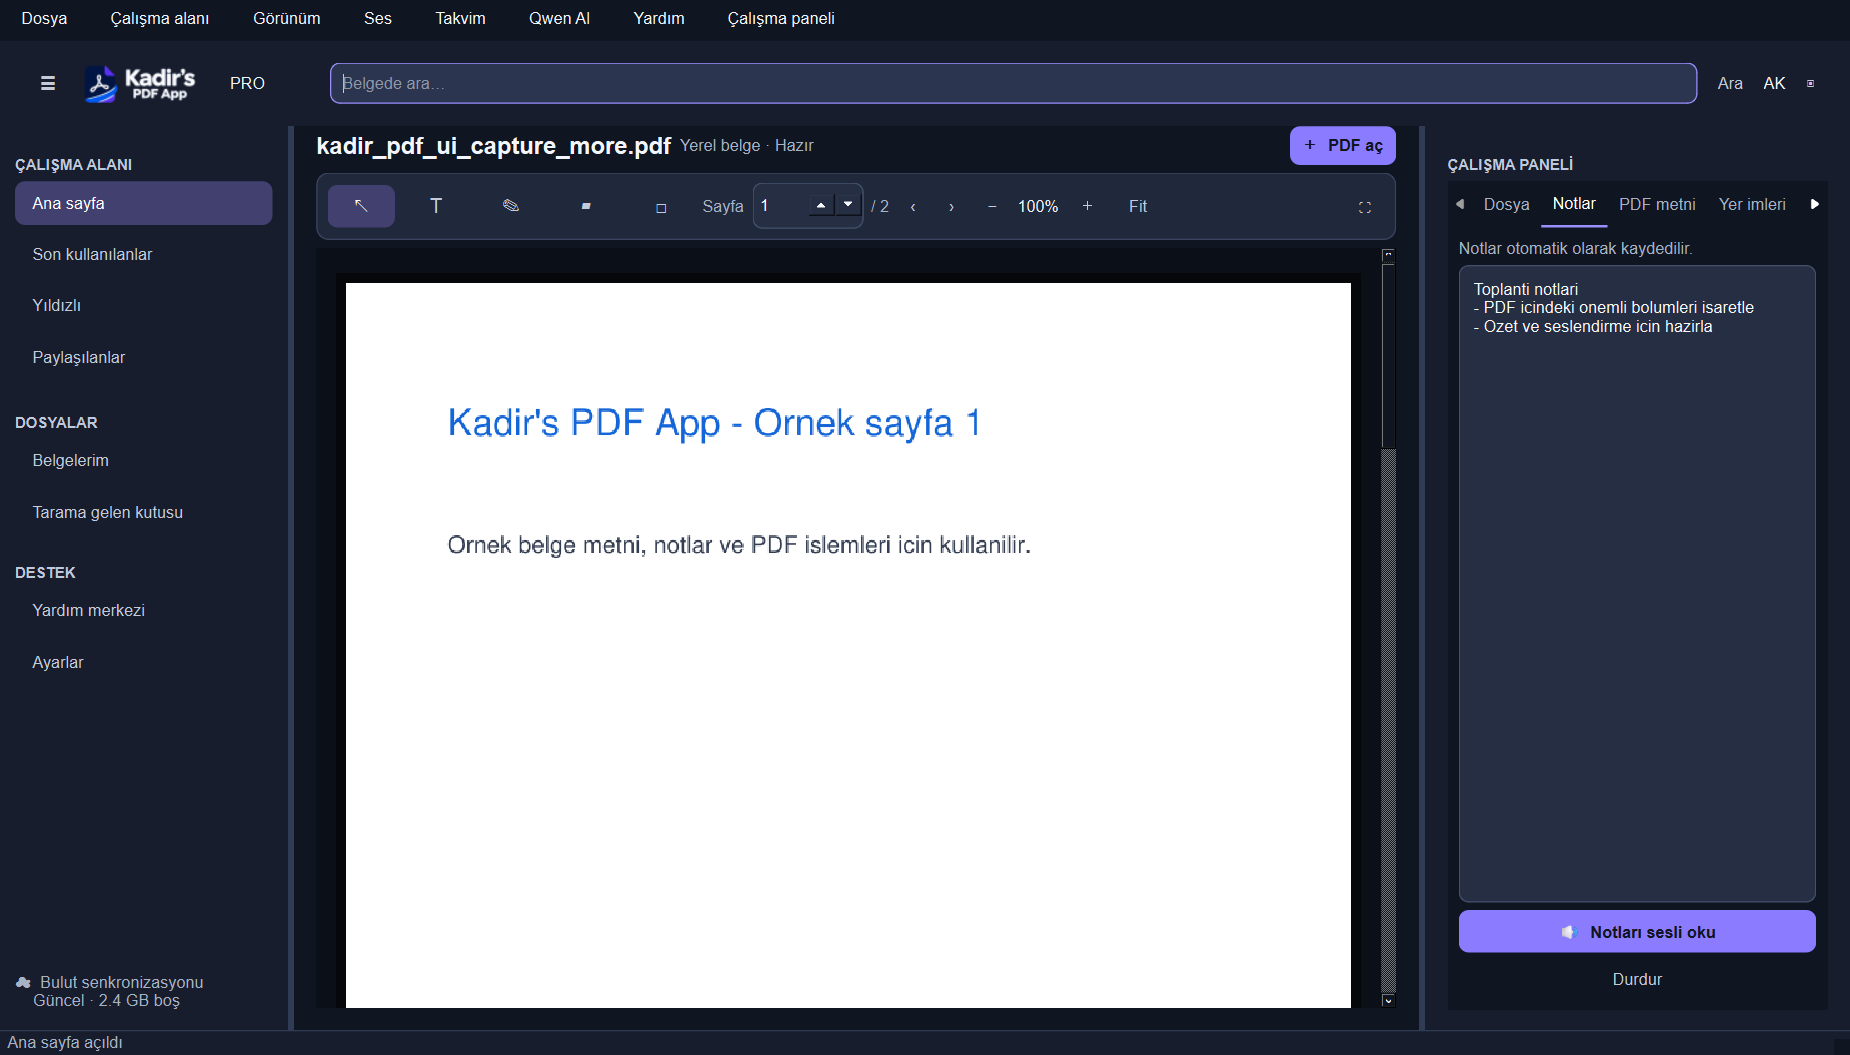 Dosya Çalışma alanı Görünüm Ses Takvim Qwen AI Yardım Çalışma paneli
Kadir's
PDF App
PRO
Belgede ara...
Ara AK
ÇALIŞMA ALANI
Ana sayfa
Son kullanılanlar
Yıldızlı
Paylaşılanlar
DOSYALAR
Belgelerim
Tarama gelen kutusu
DESTEK
Yardım merkezi
Ayarlar
Bulut senkronizasyonu
Güncel · 2.4 GB boş
kadir_pdf_ui_capture_more.pdf Yerel belge · Hazır
+ PDF aç
T Sayfa 1 / 2 ‹ › − 100% + Fit
Kadir's PDF App - Ornek sayfa 1
Ornek belge metni, notlar ve PDF islemleri icin kullanilir.
ÇALIŞMA PANELİ
Dosya Notlar PDF metni Yer imleri
Notlar otomatik olarak kaydedilir.
Toplanti notlari
- PDF icindeki onemli bolumleri isaretle
- Ozet ve seslendirme icin hazirla
Notları sesli oku
Durdur
Ana sayfa açıldı